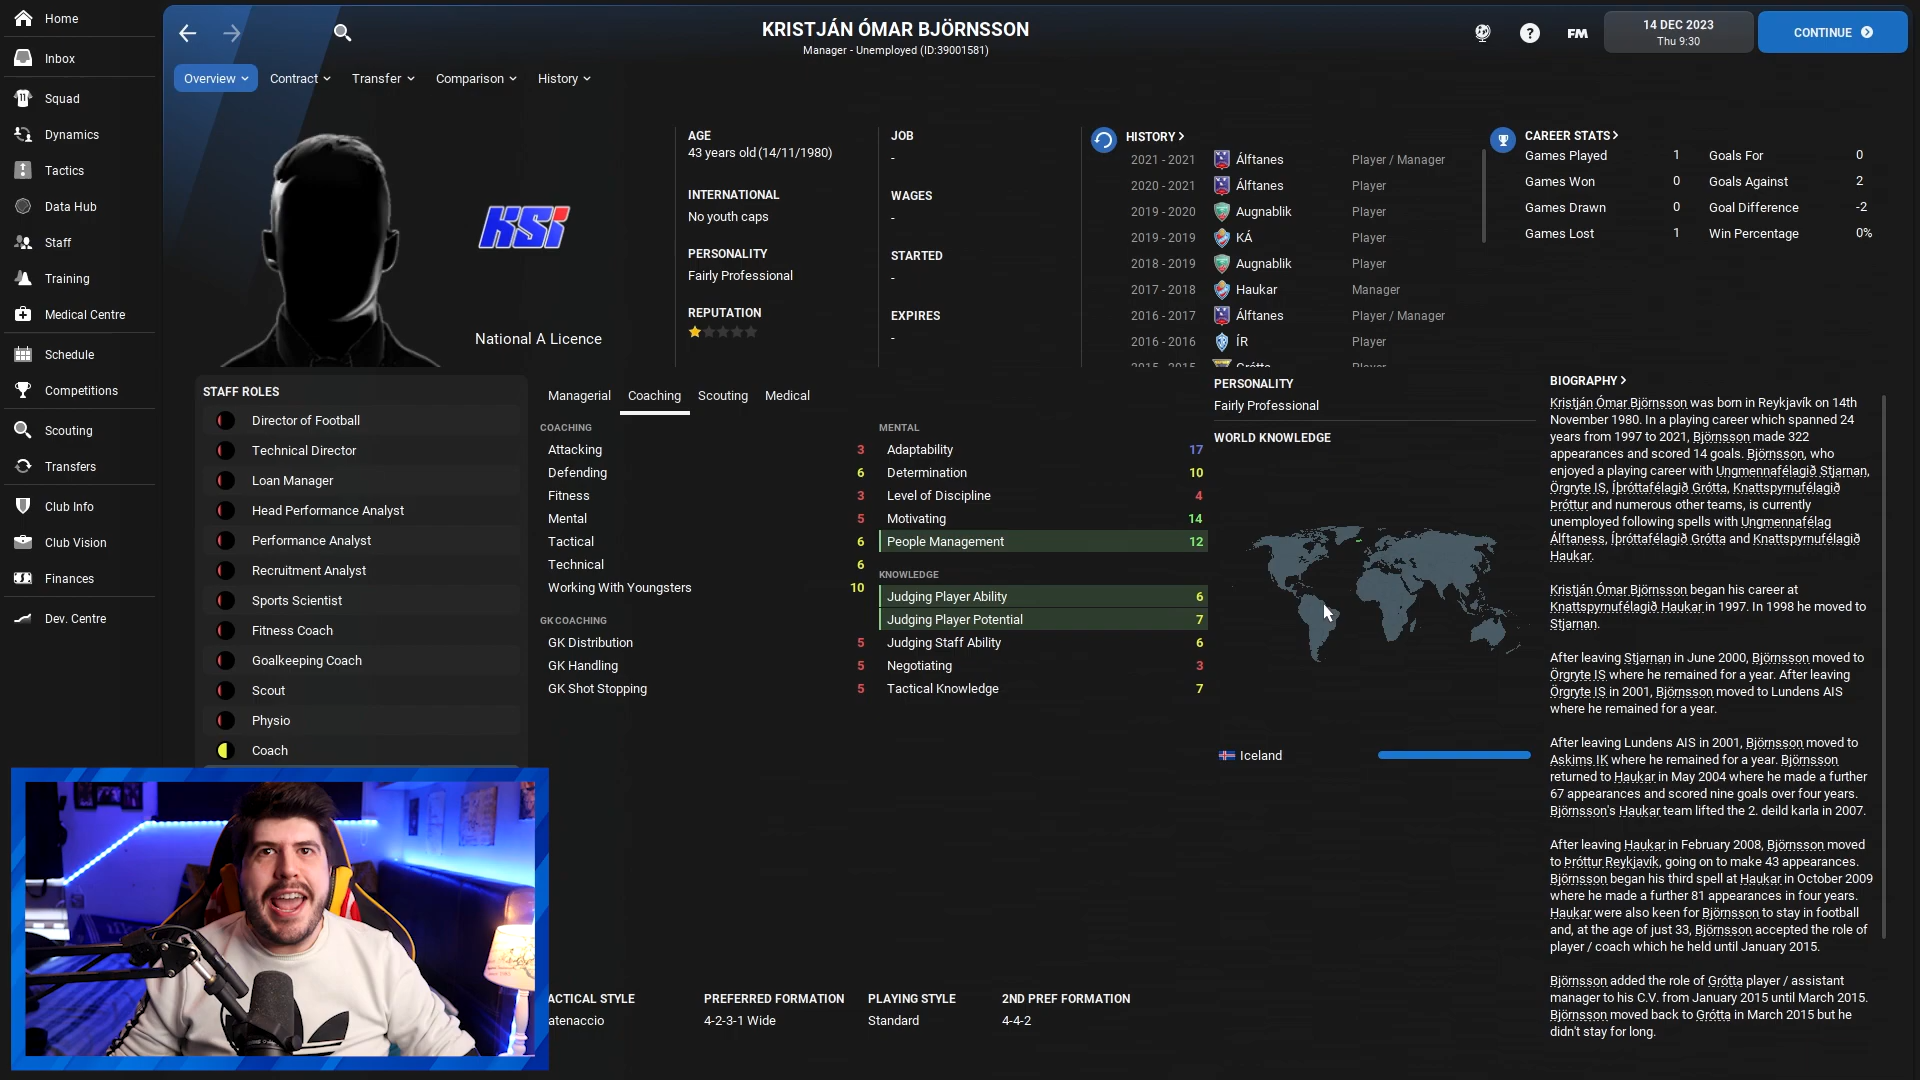 Home
Inbox
Squad
Dynamics
Tactics
Data Hub
Staff
Training
Medical Centre
Schedule
Competitions
Scouting
Transfers
Club Info
Club Vision
Finances
Dev. Centre
KRISTJÁN ÓMAR BJÖRNSSON
Manager - Unemployed (ID:39001581)
FM
14 DEC 2023
Thu 9:30
CONTINUE
Overview
Contract
Transfer
Comparison
History
KSI
National A Licence
AGE
43 years old (14/11/1980)
INTERNATIONAL
No youth caps
PERSONALITY
Fairly Professional
REPUTATION
JOB
-
WAGES
-
STARTED
-
EXPIRES
-
HISTORY
2021 - 2021 Álftanes Player / Manager
2020 - 2021 Álftanes Player
2019 - 2020 Augnablik Player
2019 - 2019 KÁ Player
2018 - 2019 Augnablik Player
2017 - 2018 Haukar Manager
2016 - 2017 Álftanes Player / Manager
2016 - 2016 ÍR Player
2015 - 2015 Grótta Player
CAREER STATS
Games Played 1 Goals For 0
Games Won 0 Goals Against 2
Games Drawn 0 Goal Difference -2
Games Lost 1 Win Percentage 0%
STAFF ROLES
Director of Football
Technical Director
Loan Manager
Head Performance Analyst
Performance Analyst
Recruitment Analyst
Sports Scientist
Fitness Coach
Goalkeeping Coach
Scout
Physio
Coach
Managerial
Coaching
Scouting
Medical
COACHING
Attacking 3
Defending 6
Fitness 3
Mental 5
Tactical 6
Technical 6
Working With Youngsters 10
GK COACHING
GK Distribution 5
GK Handling 5
GK Shot Stopping 5
MENTAL
Adaptability 17
Determination 10
Level of Discipline 4
Motivating 14
People Management 12
KNOWLEDGE
Judging Player Ability 6
Judging Player Potential 7
Judging Staff Ability 6
Negotiating 3
Tactical Knowledge 7
PERSONALITY
Fairly Professional
WORLD KNOWLEDGE
Iceland
BIOGRAPHY
Kristján Ómar Björnsson was born in Reykjavík on 14th
November 1980. In a playing career which spanned 24
years from 1997 to 2021, Björnsson made 322
appearances and scored 14 goals. Björnsson, who
enjoyed a playing career with Ungmennafélagið Stjarnan,
Örgryte IS, Íþróttafélagið Grótta, Knattspyrnufélagið
Þróttur and numerous other teams, is currently
unemployed following spells with Ungmennafélag
Álftaness, Íþróttafélagið Grótta and Knattspyrnufélagið
Haukar.
Kristján Ómar Björnsson began his career at
Knattspyrnufélagið Haukar in 1997. In 1998 he moved to
Stjarnan.
After leaving Stjarnan in June 2000, Björnsson moved to
Örgryte IS where he remained for a year. After leaving
Örgryte IS in 2001, Björnsson moved to Lundens AIS
where he remained for a year.
After leaving Lundens AIS in 2001, Björnsson moved to
Askims IK where he remained for a year. Björnsson
returned to Haukar in May 2004 where he made a further
67 appearances and scored nine goals over four years.
Björnsson's Haukar team lifted the 2. deild karla in 2007.
After leaving Haukar in February 2008, Björnsson moved
to Þróttur Reykjavík, going on to make 43 appearances.
Björnsson began his third spell at Haukar in October 2009
where he made a further 81 appearances in four years.
Haukar were also keen for Björnsson to stay in football
and, at the age of just 33, Björnsson accepted the role of
player / coach which he held until January 2015.
Björnsson added the role of Grótta player / assistant
manager to his C.V. from January 2015 until March 2015.
Björnsson moved back to Grótta in March 2015 but he
didn't stay for long.
ACTICAL STYLE
atenaccio
PREFERRED FORMATION
4-2-3-1 Wide
PLAYING STYLE
Standard
2ND PREF FORMATION
4-4-2